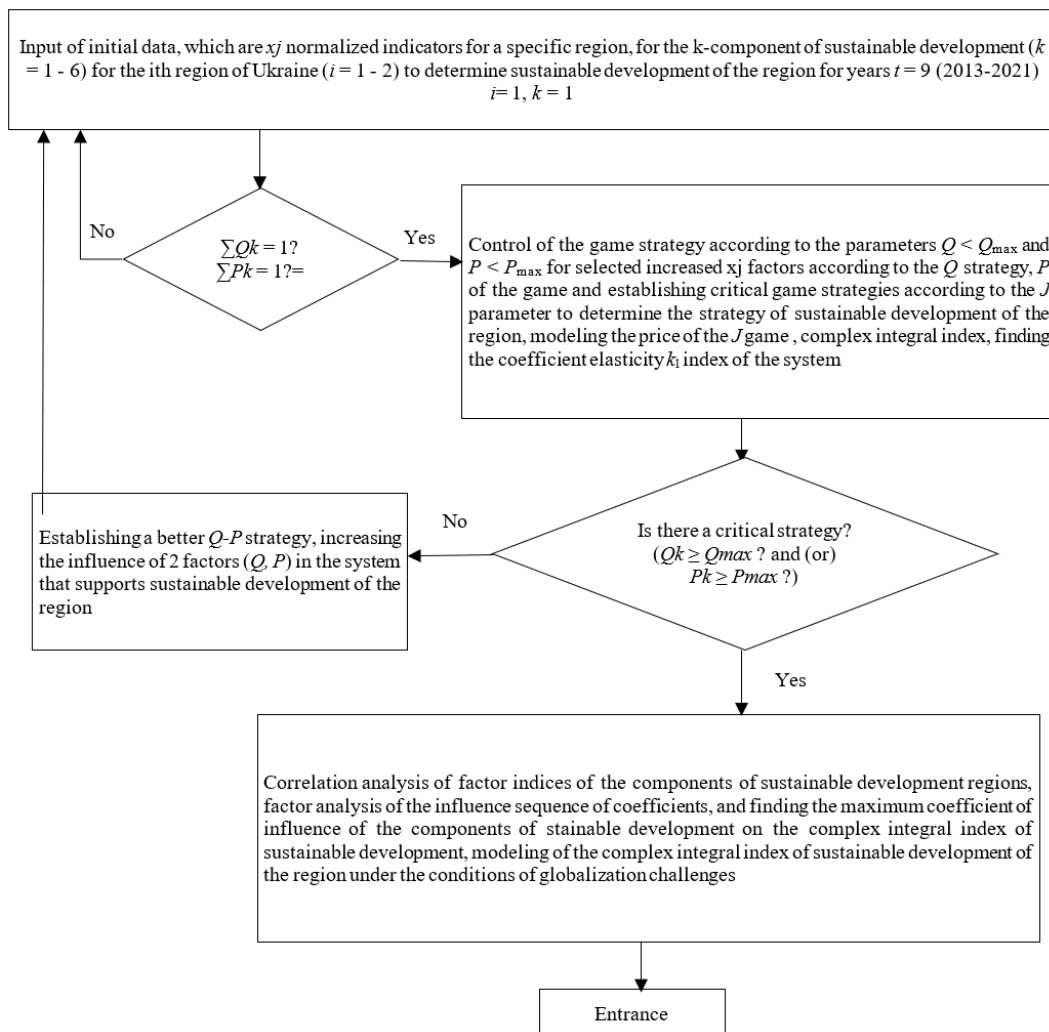 Input of initial data, which are xj normalized indicators for a specific region, for the k-component of sustainable development (k
= 1 - 6) for the ith region of Ukraine (i = 1 - 2) to determine sustainable development of the region for years t = 9 (2013-2021)
i= 1, k = 1
No
∑Qk = 1?
∑Pk = 1?=
Yes
Control of the game strategy according to the parameters Q < Qmax and
P < Pmax for selected increased xj factors according to the Q strategy, P
of the game and establishing critical game strategies according to the J
parameter to determine the strategy of sustainable development of the
region, modeling the price of the J game , complex integral index, finding
the coefficient elasticity k₁ index of the system
Establishing a better Q-P strategy, increasing
the influence of 2 factors (Q, P) in the system
that supports sustainable development of the
region
No
Is there a critical strategy?
(Qk ≥ Qmax ? and (or)
Pk ≥ Pmax ?)
Yes
Correlation analysis of factor indices of the components of sustainable development regions,
factor analysis of the influence sequence of coefficients, and finding the maximum coefficient of
influence of the components of stainable development on the complex integral index of
sustainable development, modeling of the complex integral index of sustainable development of
the region under the conditions of globalization challenges
Entrance